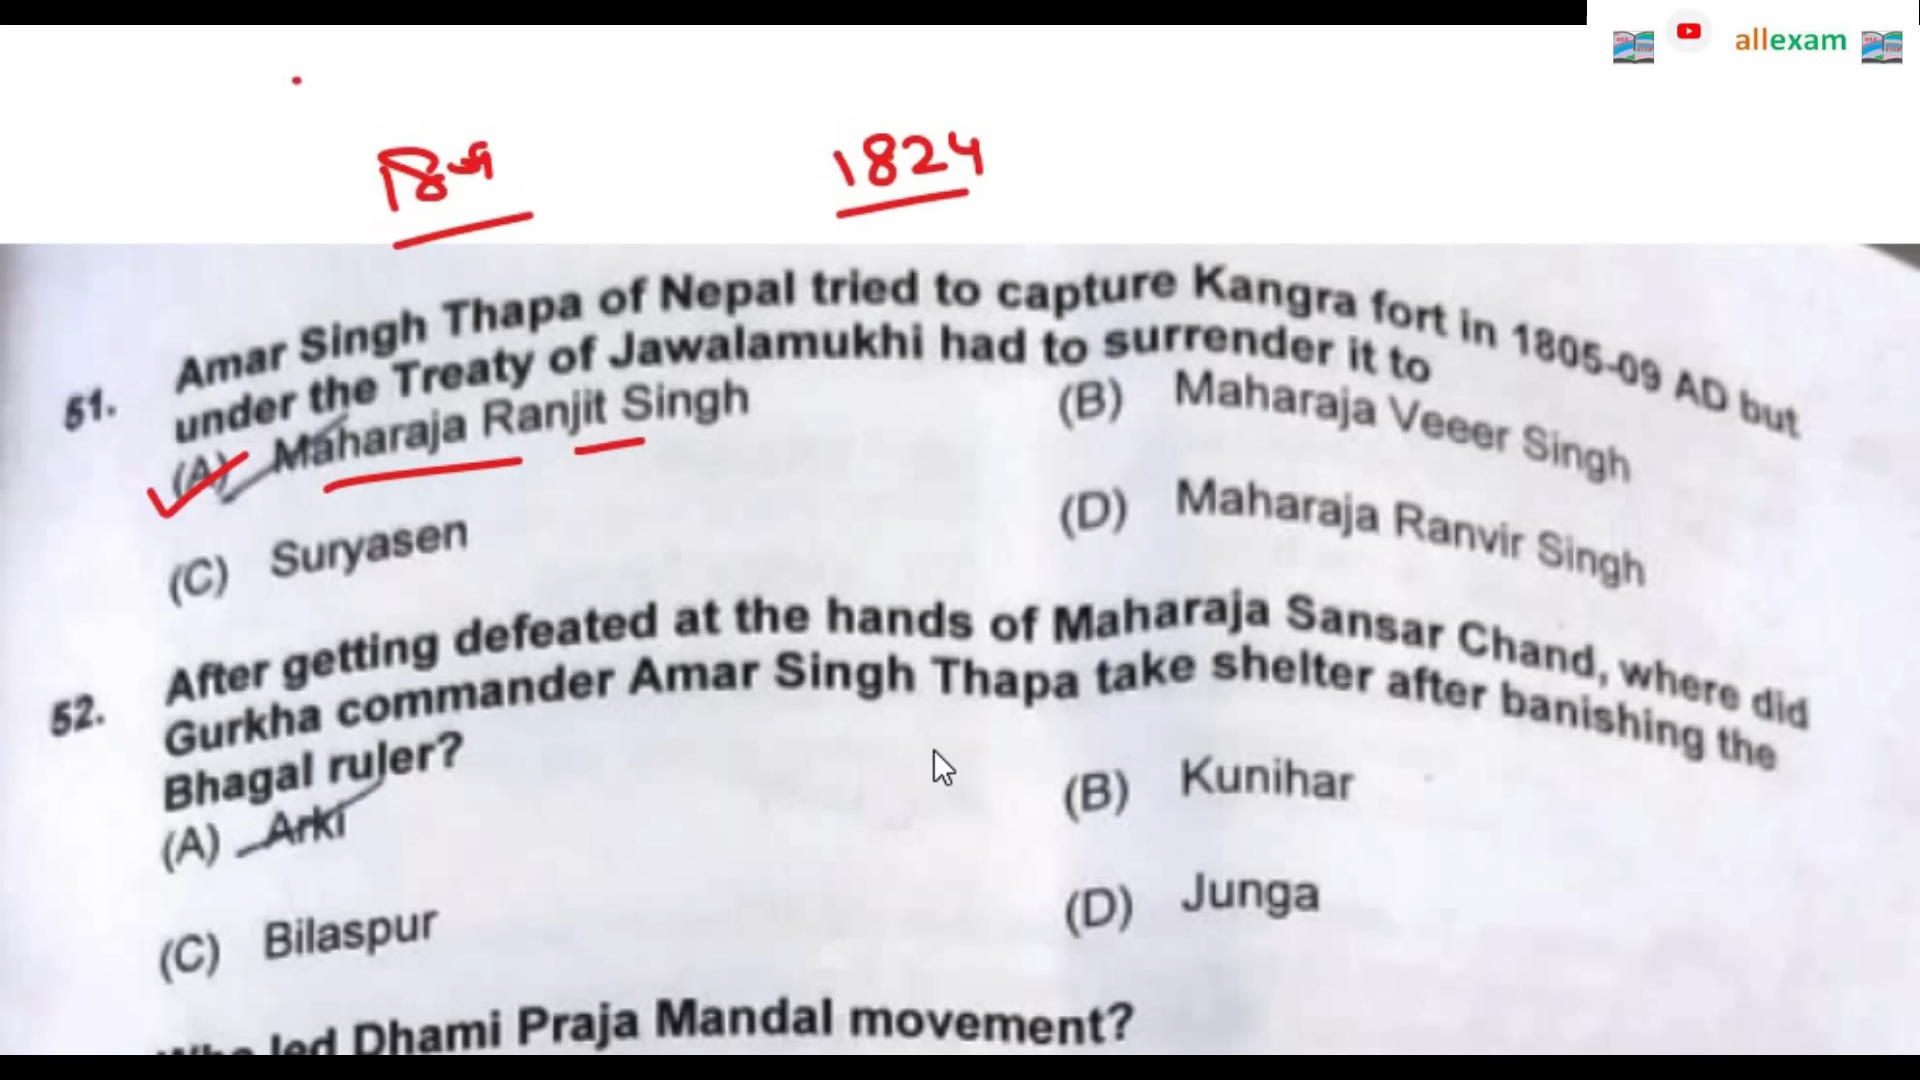 allexam
1824
51. Amar Singh Thapa of Nepal tried to capture Kangra fort in 1805-09 AD but
under the Treaty of Jawalamukhi had to surrender it to
(A) Maharaja Ranjit Singh
(B) Maharaja Veeer Singh
(C) Suryasen
(D) Maharaja Ranvir Singh
52. After getting defeated at the hands of Maharaja Sansar Chand, where did
Gurkha commander Amar Singh Thapa take shelter after banishing the
Bhagal ruler?
(A) Arki
(B) Kunihar
(C) Bilaspur
(D) Junga
led Dhami Praja Mandal movement?